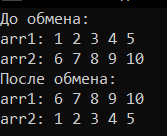 До обмена:
arr1: 1 2 3 4 5
arr2: 6 7 8 9 10
После обмена:
arr1: 6 7 8 9 10
arr2: 1 2 3 4 5